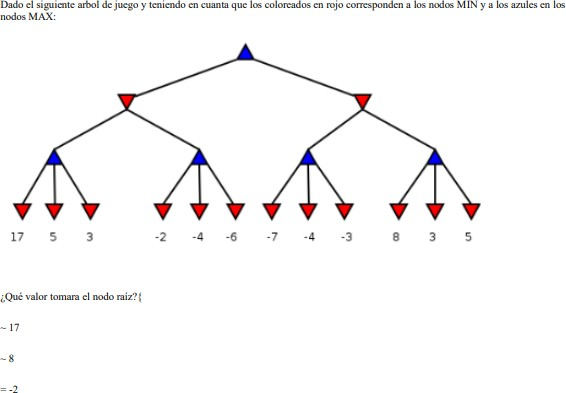 Dado el siguiente arbol de juego y teniendo en cuanta que los coloreados en rojo corresponden a los nodos MIN y a los azules en los
nodos MAX:
17 5 3 -2 -4 -6 -7 -4 -3 8 3 5
¿Qué valor tomara el nodo raíz?{
~ 17
~ 8
= -2